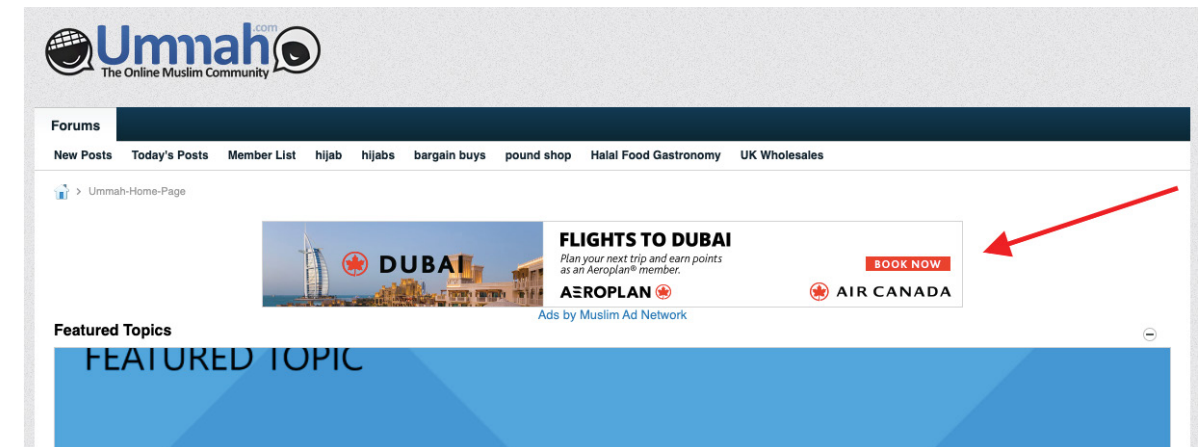 Ummah.com
The Online Muslim Community
Forums
New Posts Today's Posts Member List hijab hijabs bargain buys pound shop Halal Food Gastronomy UK Wholesales
> Ummah-Home-Page
DUBAI
FLIGHTS TO DUBAI
Plan your next trip and earn points
as an Aeroplan® member.
BOOK NOW
AEROPLAN
AIR CANADA
Ads by Muslim Ad Network
Featured Topics
FEATURED TOPIC